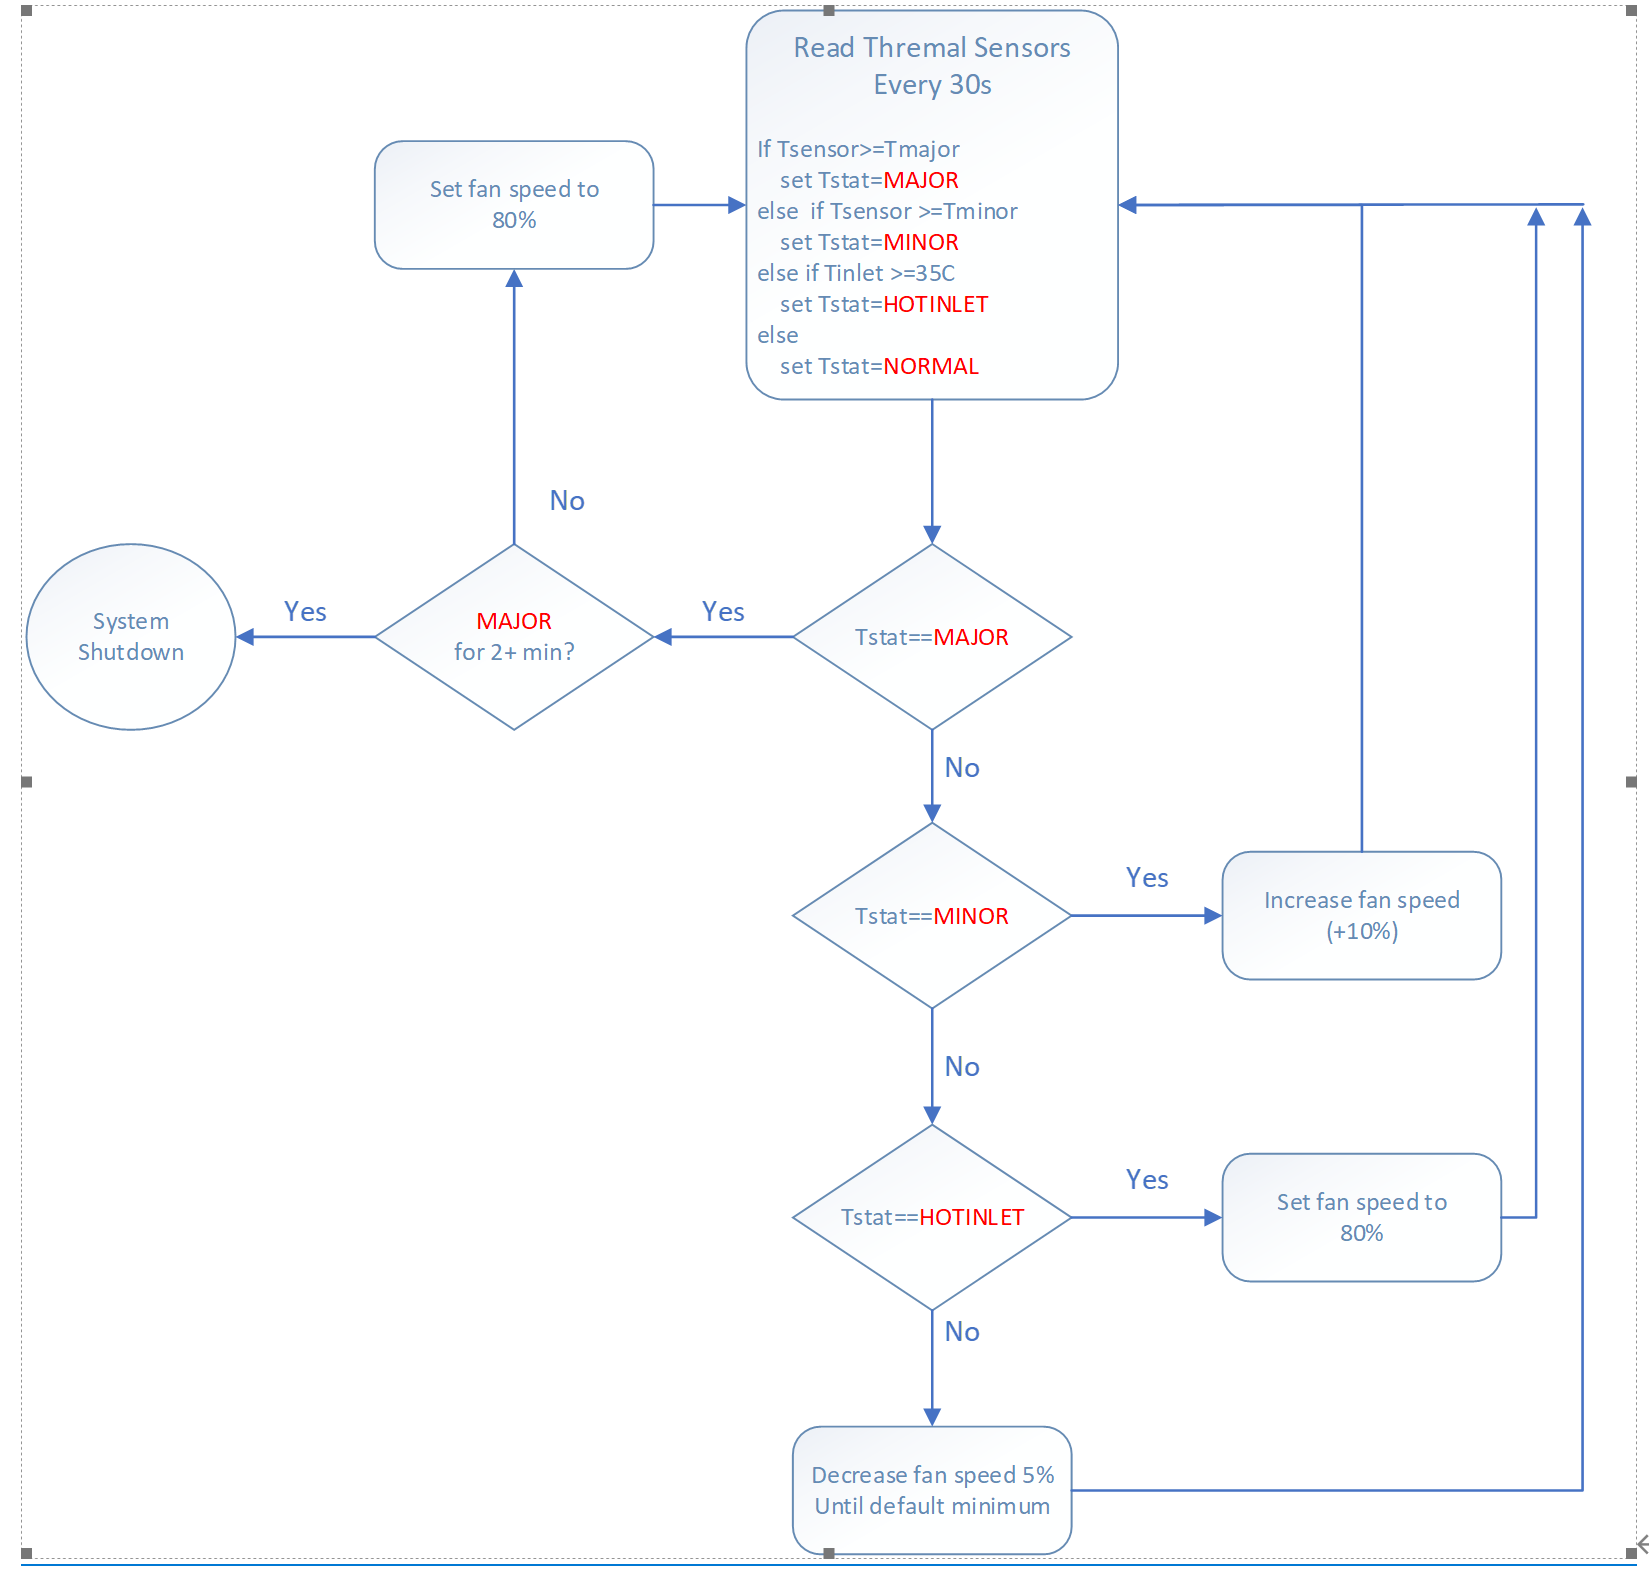 Read Thremal Sensors
Every 30s
If Tsensor>=Tmajor
set Tstat=MAJOR
else  if Tsensor >=Tminor
set Tstat=MINOR
else if Tinlet >=35C
set Tstat=HOTINLET
else
set Tstat=NORMAL
Set fan speed to
80%
No
System
Shutdown
Yes
MAJOR
for 2+ min?
Yes
Tstat==MAJOR
No
Tstat==MINOR
Yes
Increase fan speed
(+10%)
No
Tstat==HOTINLET
Yes
Set fan speed to
80%
No
Decrease fan speed 5%
Until default minimum